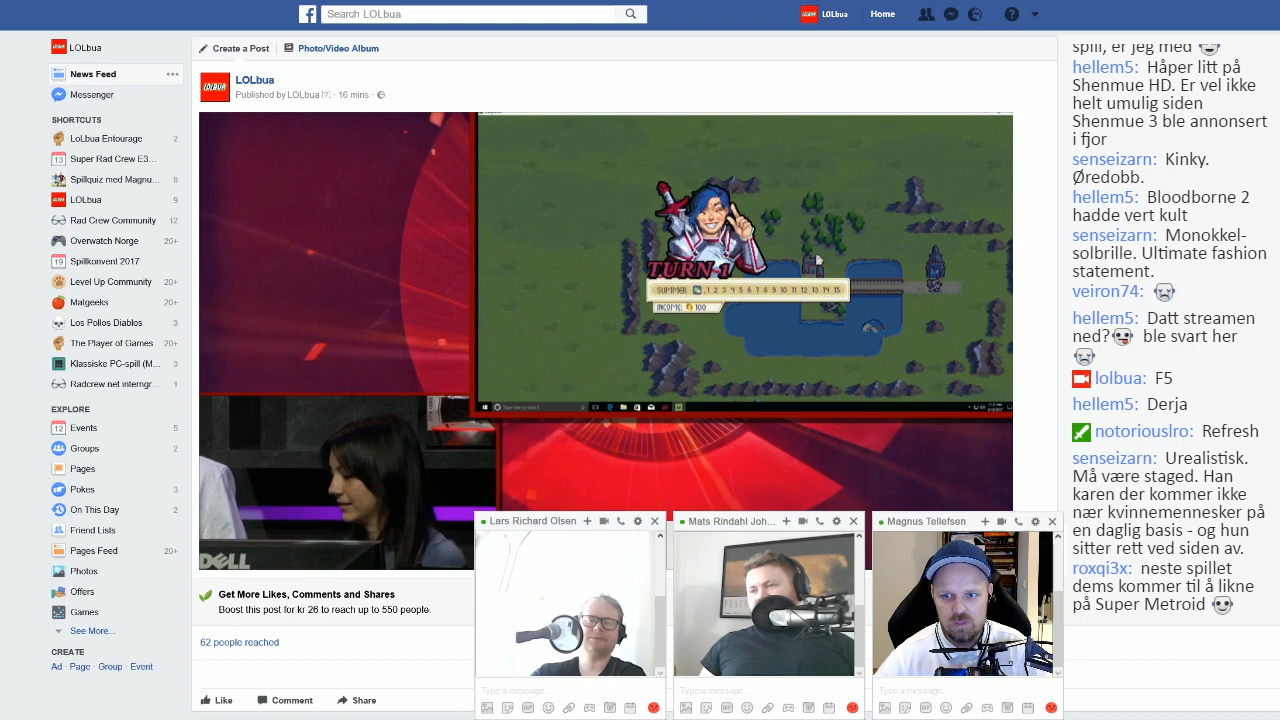 Search LOLbua
LOLbua
Home
LOLbua
News Feed
Messenger
SHORTCUTS
LoLbua Entourage 2
Super Rad Crew E3...
Spillquiz med Magnu... 8
LOLbua 9
Rad Crew Community 12
Overwatch Norge 20+
Spillkonvent 2017
Level Up Community 20+
Matgeeks 20+
Los Pollos Diablos 3
The Player of Games 20+
Klassiske PC-spill (M... 3
Radcrew.net interngr... 1
EXPLORE
Events 5
Groups 2
Pages
Pokes 3
On This Day 2
Friend Lists
Pages Feed 20+
Photos
Offers
Games
See More...
CREATE
Ad · Page · Group · Event
Create a Post
Photo/Video Album
LOLBUA
LOLbua
Published by LOLbua [?] · 16 mins ·
TURN 1
SUMMER 1 2 3 4 5 6 7 8 9 10 11 12 13 14 15
INCOME: 100
DELL
Get More Likes, Comments and Shares
Boost this post for kr 26 to reach up to 550 people.
62 people reached
Like
Comment
Share
Lars Richard Olsen
Mats Rindahl Joh...
Magnus Tellefsen
Type a message...
Type a message...
Type a message...
spill, er jeg med
hellem5: Håper litt på
Shenmue HD. Er vel ikke
helt umulig siden
Shenmue 3 ble annonsert
i fjor
senseizarn: Kinky.
Øredobb.
hellem5: Bloodborne 2
hadde vert kult
senseizarn: Monokkel-
solbrille. Ultimate fashion
statement.
veiron74:
hellem5: Datt streamen
ned? ble svart her
lolbua: F5
hellem5: Derja
notoriouslro: Refresh
senseizarn: Urealistisk.
Må være staged. Han
karen der kommer ikke
nær kvinnemennesker på
en daglig basis - og hun
sitter rett ved siden av.
roxqi3x: neste spillet
dems kommer til å likne
på Super Metroid